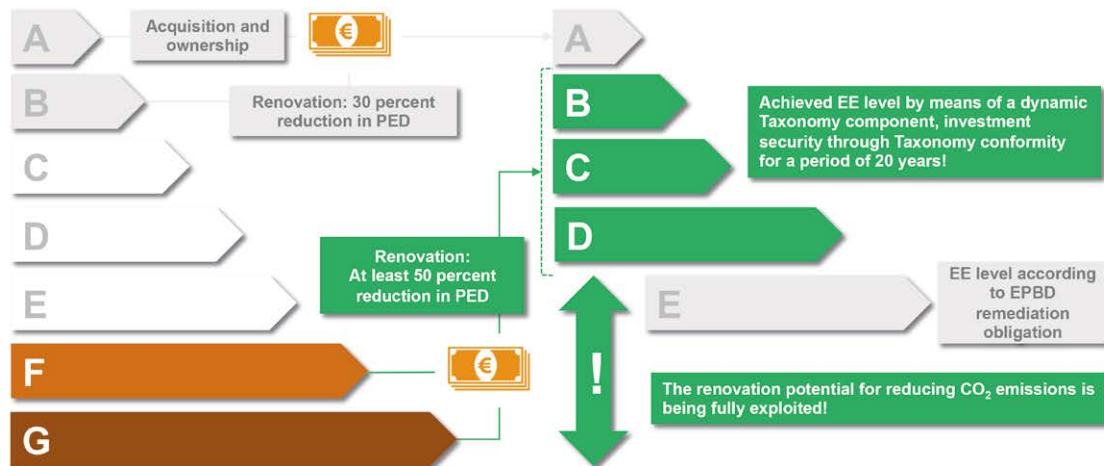 A
Acquisition and
ownership
€
A
B
Renovation: 30 percent
reduction in PED
B
Achieved EE level by means of a dynamic
Taxonomy component, investment
security through Taxonomy conformity
for a period of 20 years!
C
C
D
D
Renovation:
At least 50 percent
reduction in PED
E
E
EE level according
to EPBD
remediation
obligation
F
€
!
The renovation potential for reducing CO₂ emissions is
being fully exploited!
G